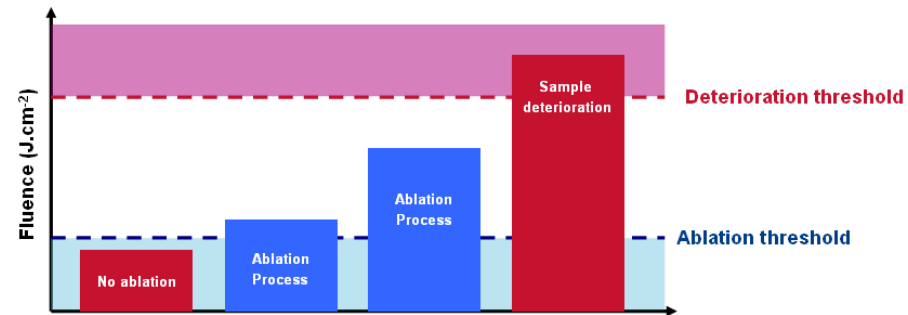 Fluence (J.cm-2)
Sample
deterioration
Deterioration threshold
Ablation
Process
Ablation threshold
No ablation
Ablation
Process